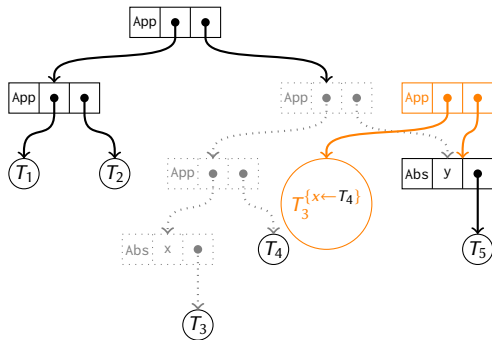 App
App App App
T₁ T₂ App T₃{x←T₄} Abs y
Abs x T₄ T₅
T₃